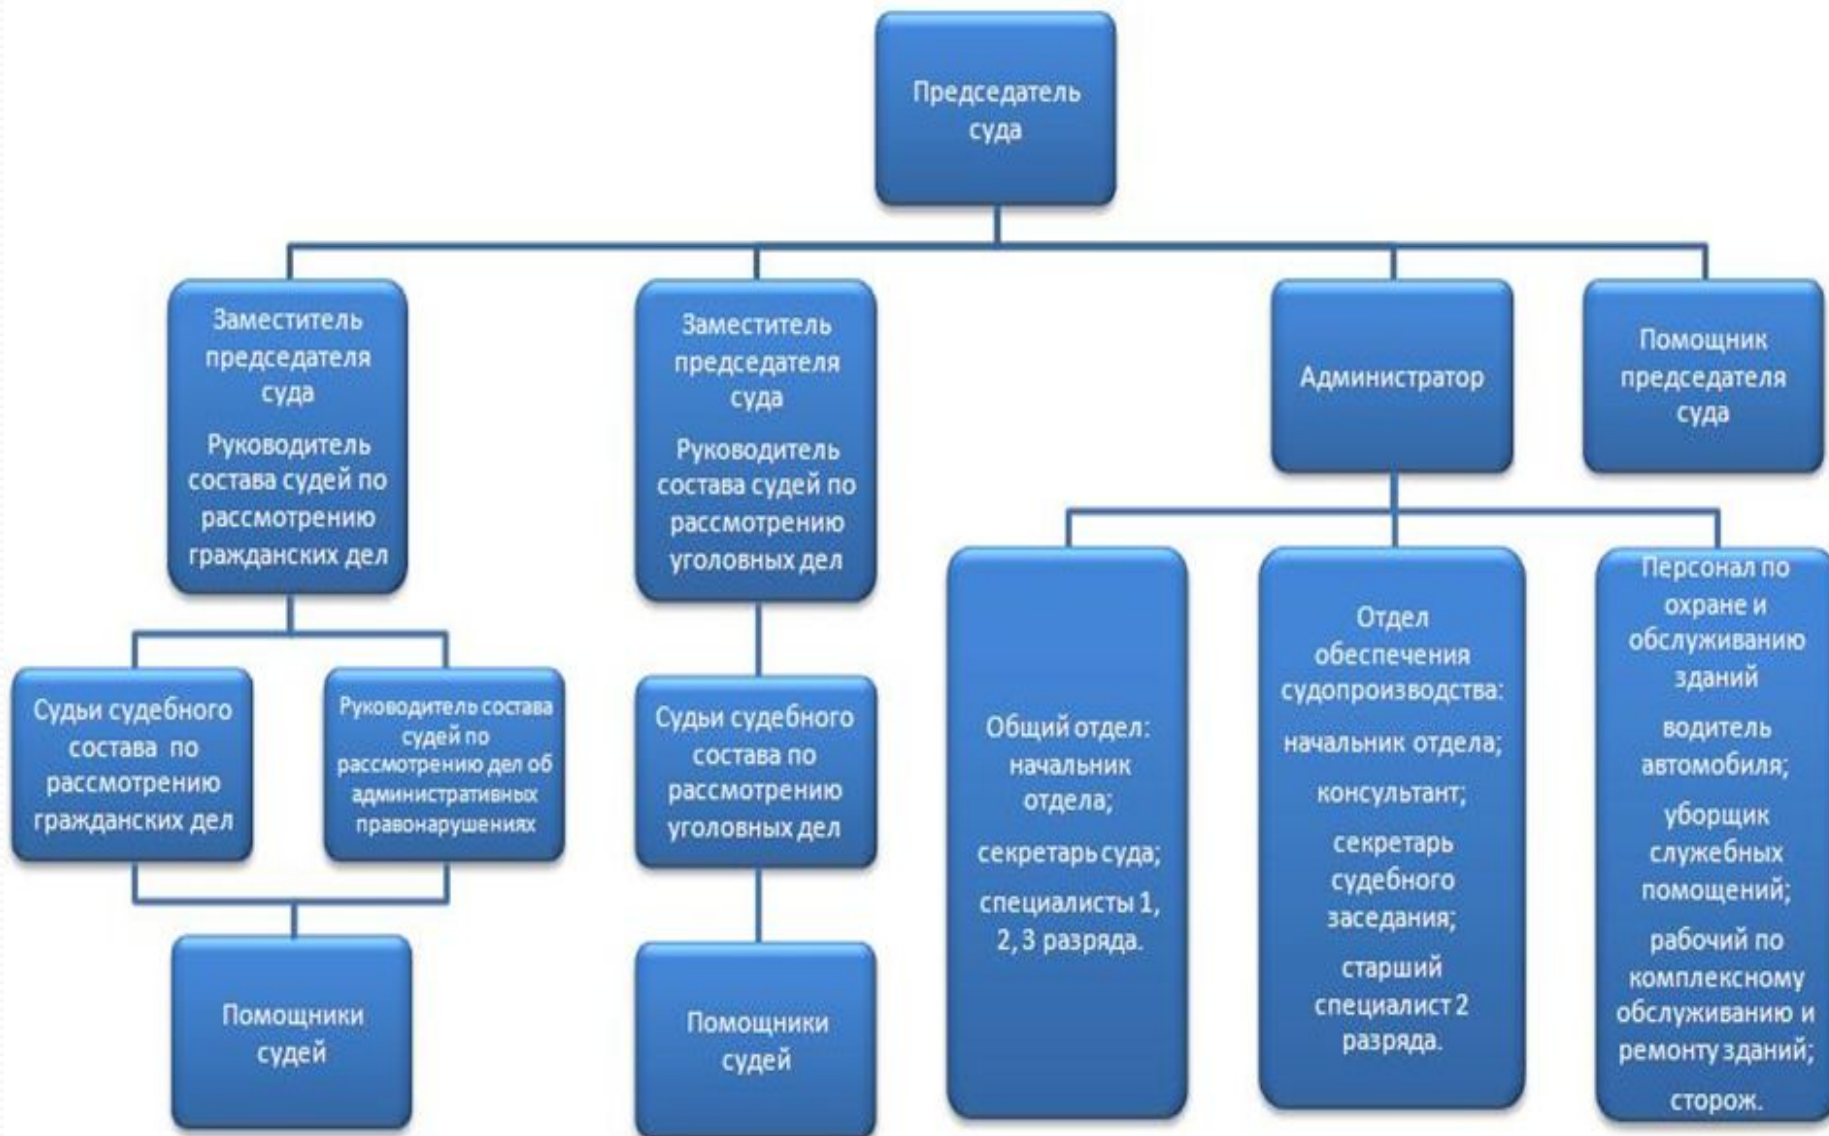 Председатель
суда
Заместитель
председателя
суда
Руководитель
состава судей по
рассмотрению
гражданских дел
Заместитель
председателя
суда
Руководитель
состава судей по
рассмотрению
уголовных дел
Администратор
Помощник
председателя
суда
Судьи судебного
состава по
рассмотрению
гражданских дел
Руководитель состава
судей по
рассмотрению дел об
административных
правонарушениях
Судьи судебного
состава по
рассмотрению
уголовных дел
Помощники
судей
Помощники
судей
Общий отдел:
начальник
отдела;
секретарь суда;
специалисты 1,
2, 3 разряда.
Отдел
обеспечения
судопроизводства:
начальник отдела;
консультант;
секретарь
судебного
заседания;
старший
специалист 2
разряда.
Персонал по
охране и
обслуживанию
зданий
водитель
автомобиля;
уборщик
служебных
помощений;
рабочий по
комплексному
обслуживанию и
ремонту зданий;
сторож.